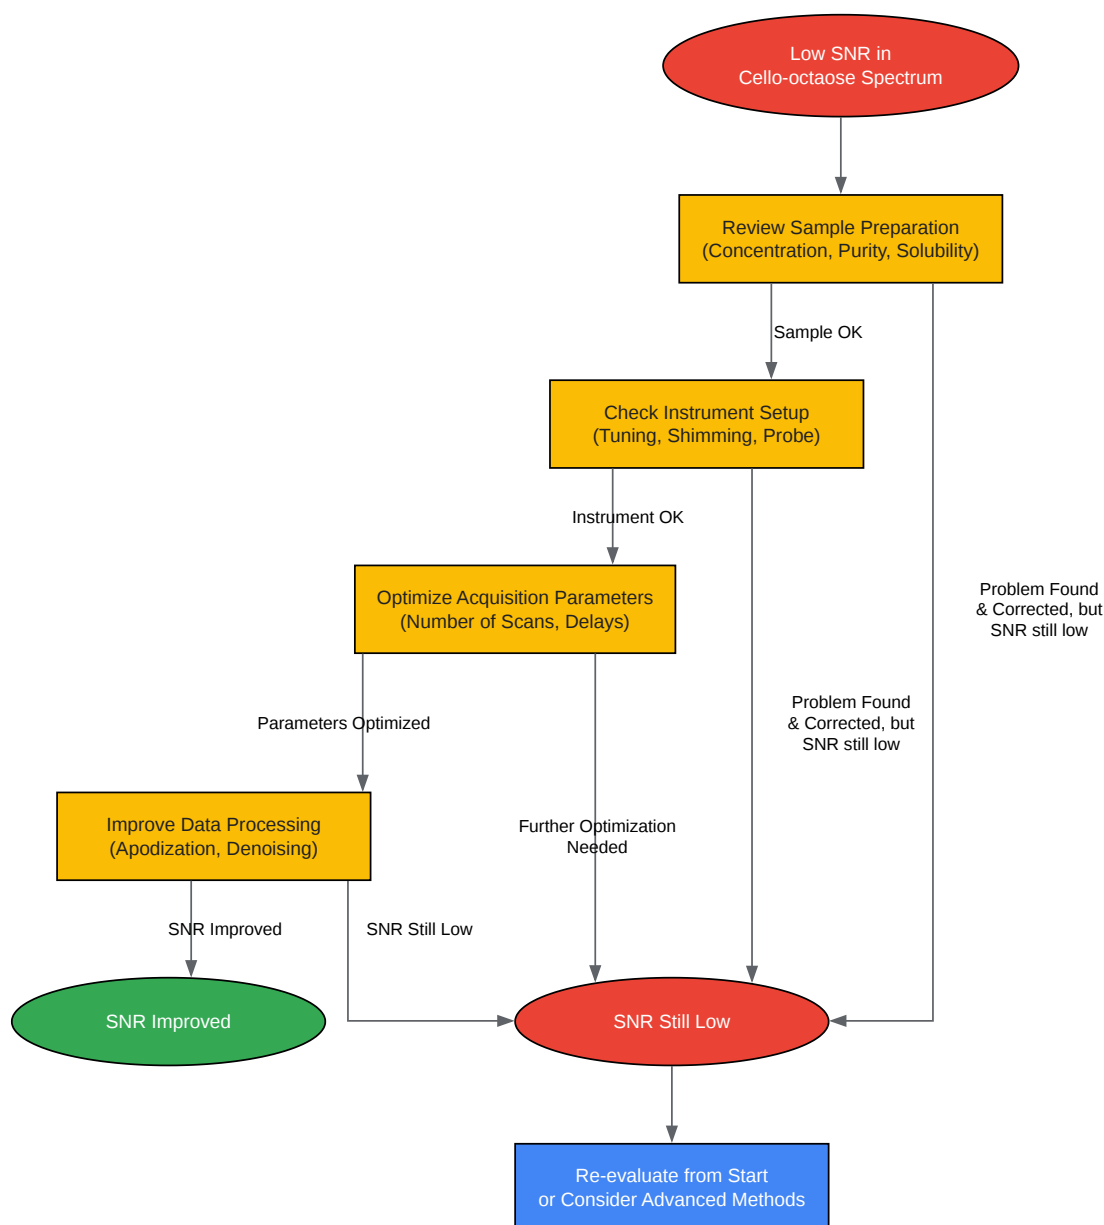 Low SNR in
Cello-octaose Spectrum
Review Sample Preparation
(Concentration, Purity, Solubility)
Sample OK
Check Instrument Setup
(Tuning, Shimming, Probe)
Instrument OK
Optimize Acquisition Parameters
(Number of Scans, Delays)
Problem Found
& Corrected, but
SNR still low
Problem Found
& Corrected, but
SNR still low
Parameters Optimized
Improve Data Processing
(Apodization, Denoising)
Further Optimization
Needed
SNR Improved
SNR Still Low
SNR Improved
SNR Still Low
Re-evaluate from Start
or Consider Advanced Methods